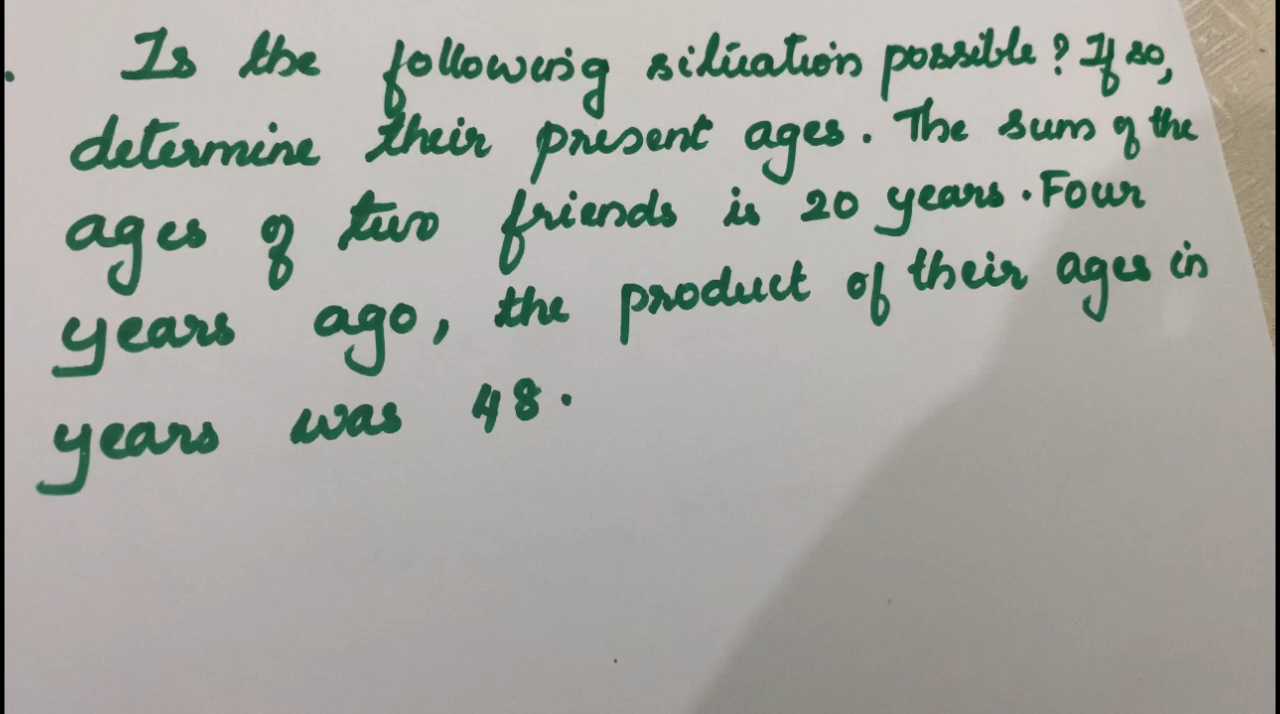 Is the following situation possible? If so,
determine their present ages. The sum of the
ages of two friends is 20 years. Four
years ago, the product of their ages in
years was 48.